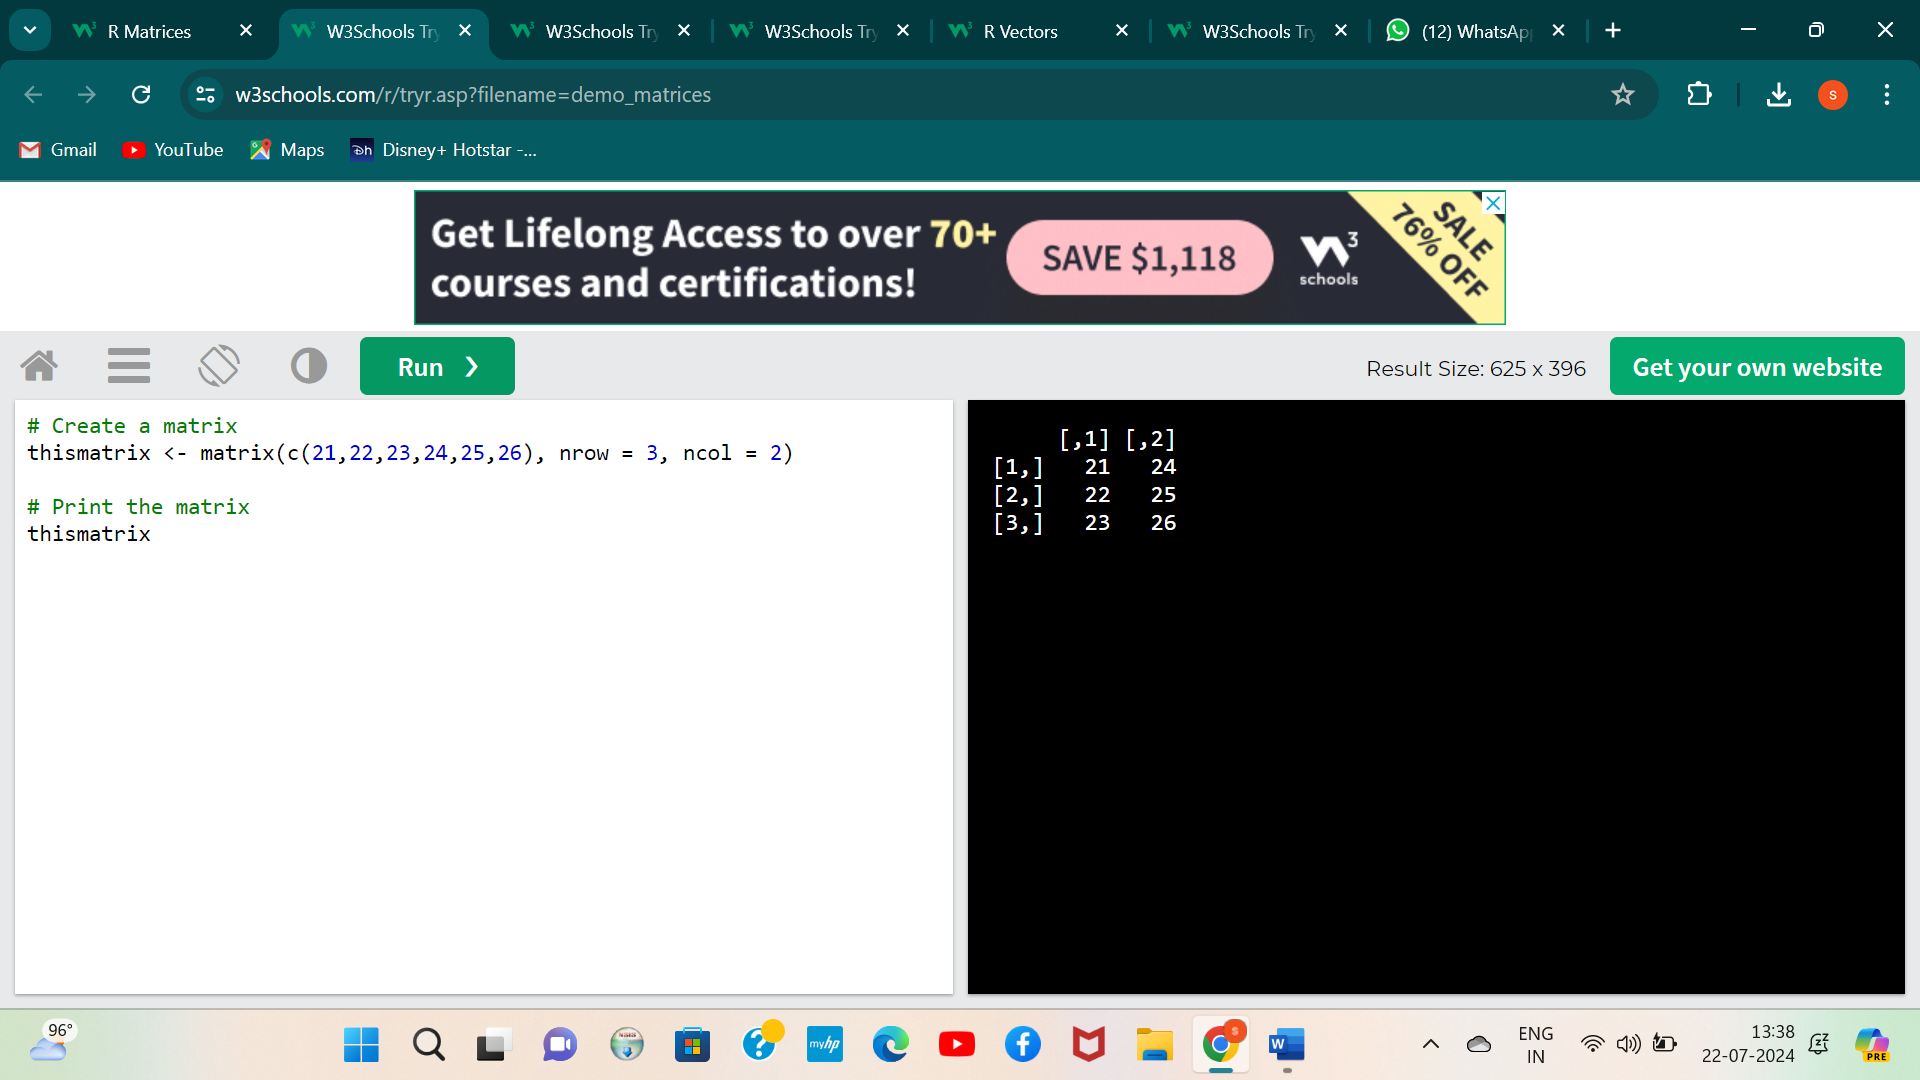 R Matrices
W3Schools Try
W3Schools Try
W3Schools Try
R Vectors
W3Schools Try
(12) WhatsApp
w3schools.com/r/tryr.asp?filename=demo_matrices
S
Gmail
YouTube
Maps
Disney+ Hotstar -...
Get Lifelong Access to over 70+
courses and certifications!
SAVE $1,118
3
schools
SALE
76% OFF
Run ❯
Result Size: 625 x 396
Get your own website
# Create a matrix
thismatrix <- matrix(c(21,22,23,24,25,26), nrow = 3, ncol = 2)
# Print the matrix
thismatrix
[,1] [,2]
[1,] 21 24
[2,] 22 25
[3,] 23 26
96°
myhp
S
W
ENG
IN
13:38
22-07-2024
PRE